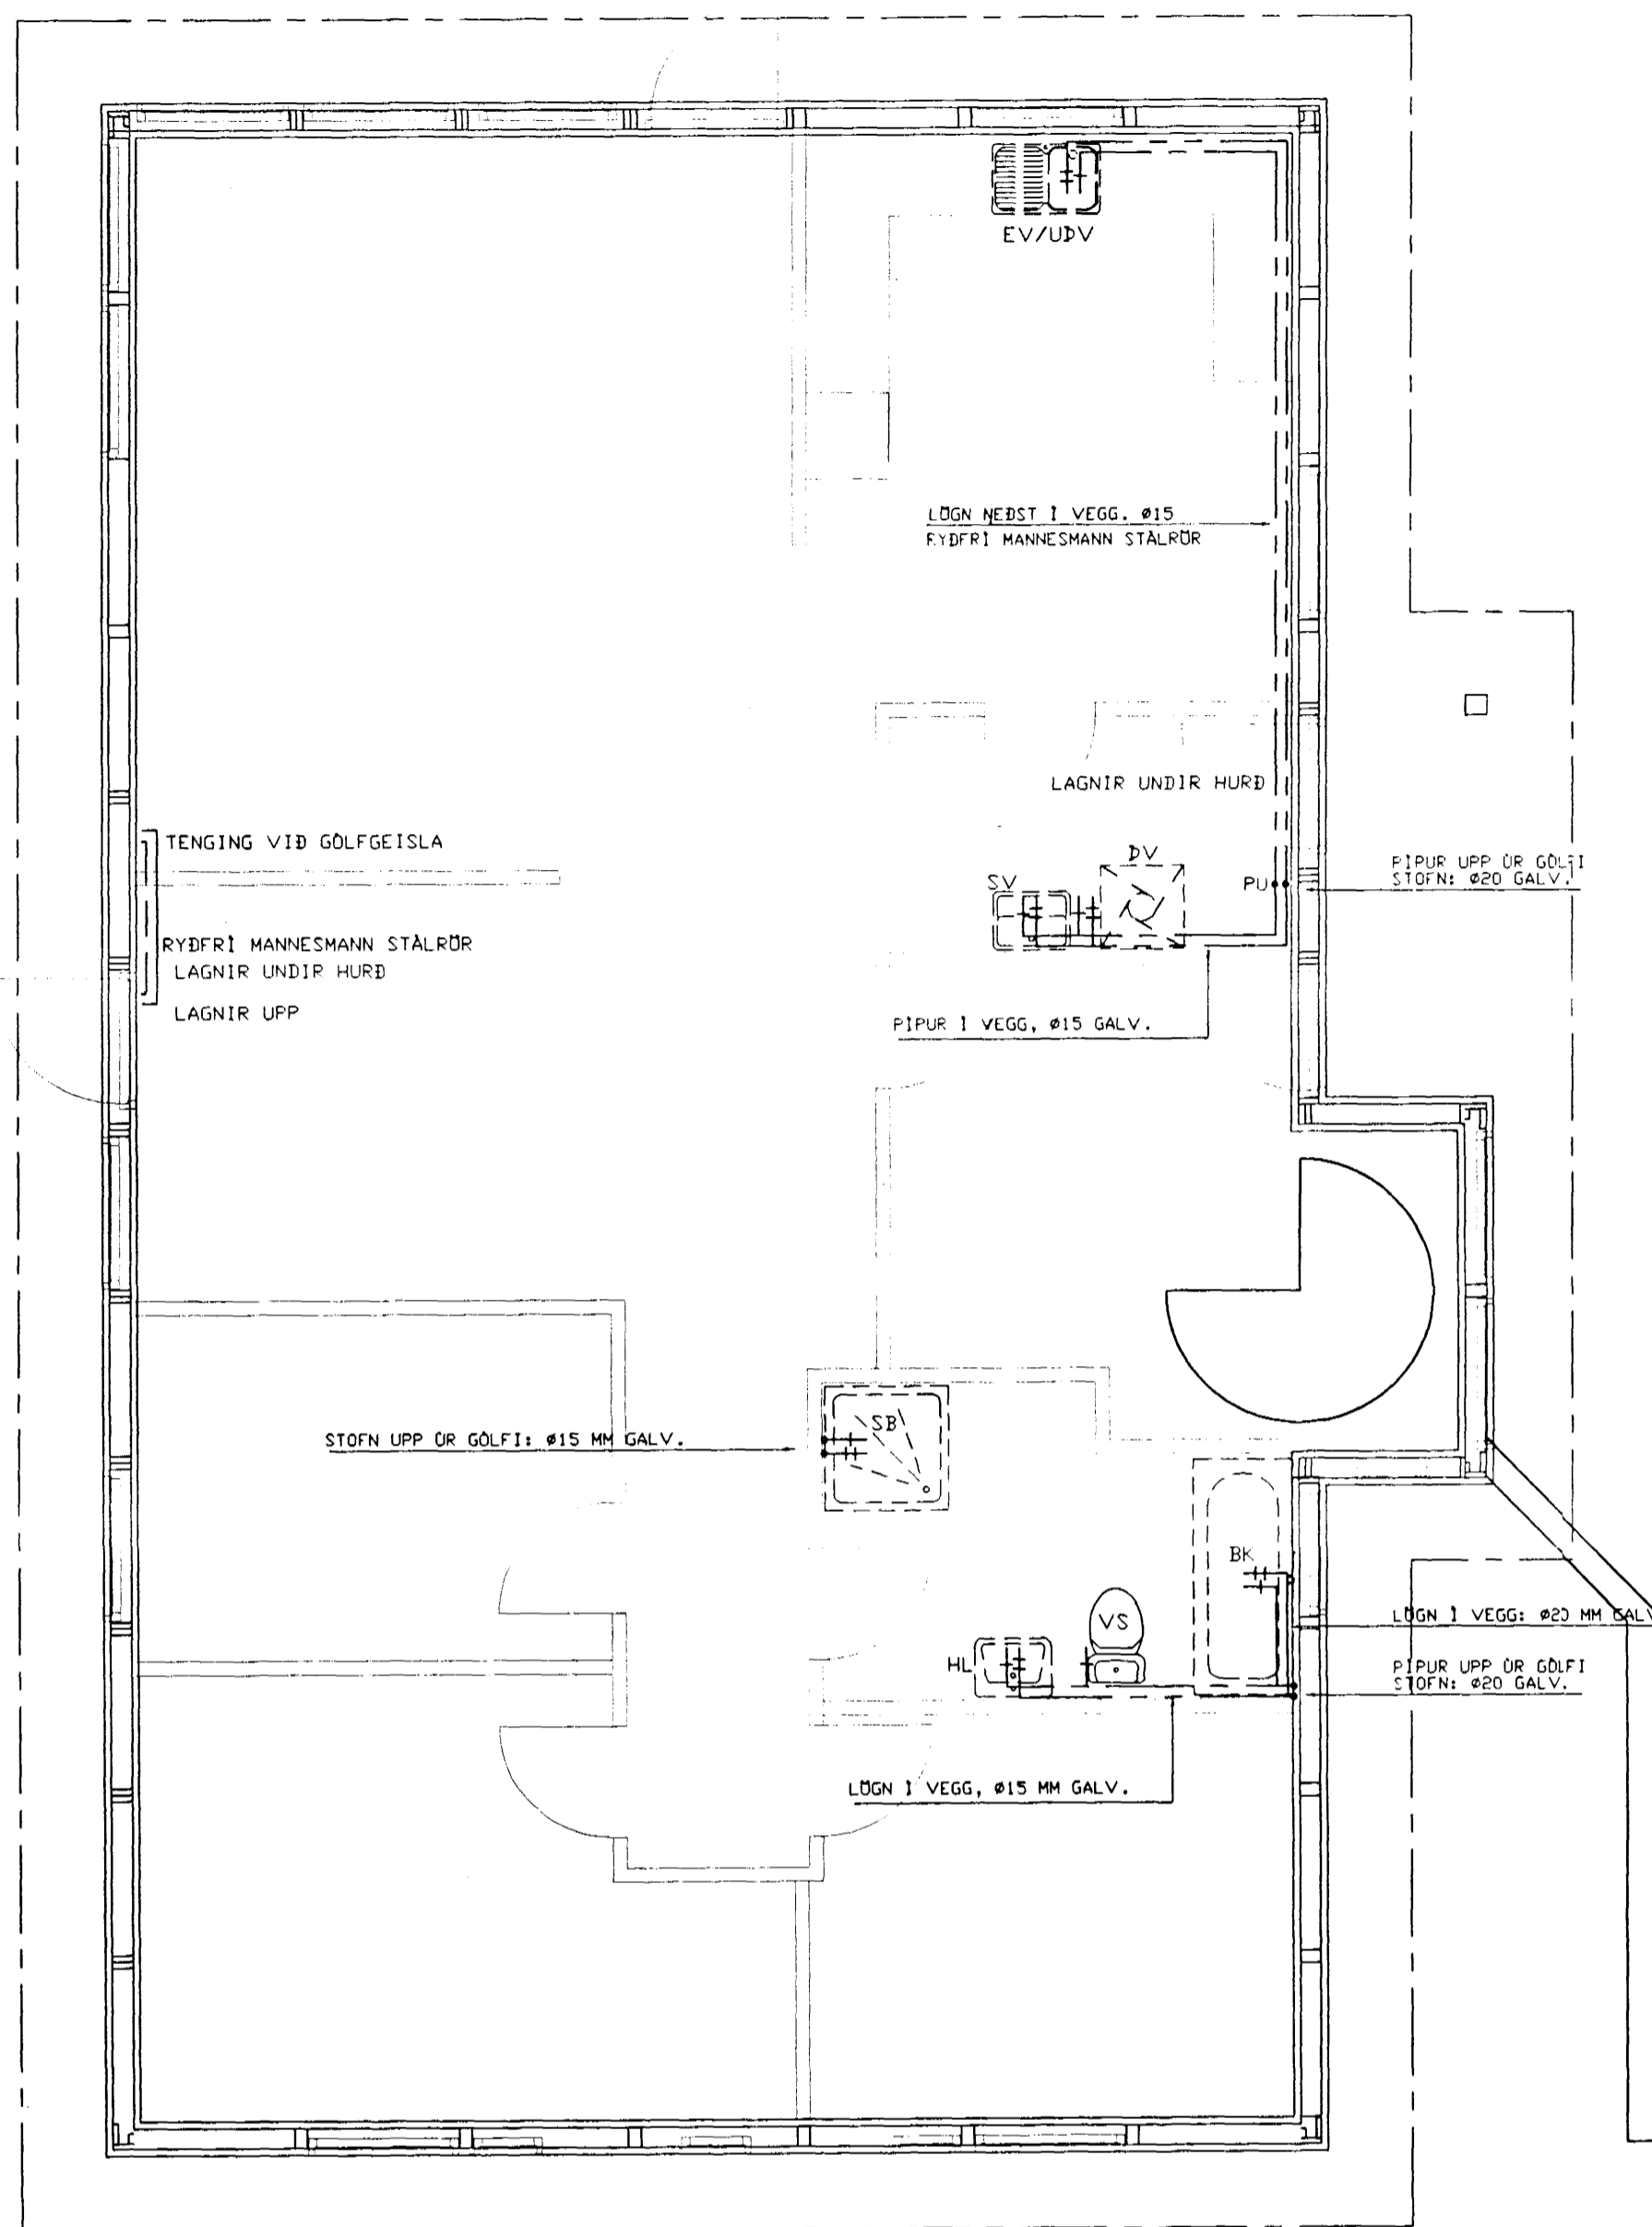 EV/UÞV
LÖGN NEÐST Í VEGG. ø15
RYÐFRÍ MANNESMANN STÁLRÖR
LAGNIR UNDIR HURÐ
TENGING VIÐ GÓLFGEISLA
RYÐFRÍ MANNESMANN STÁLRÖR
LAGNIR UNDIR HURÐ
LAGNIR UPP
ÞV
SV
PU
PÍPUR UPP ÚR GÓLFI
STOFN: ø20 GALV.
PÍPUR Í VEGG, ø15 GALV.
SB
STOFN UPP ÚR GÓLFI: ø15 MM GALV.
BK
VS
HL
LÖGN Í VEGG: ø20 MM GALV
PÍPUR UPP ÚR GÓLFI
STOFN: ø20 GALV.
LÖGN Í VEGG, ø15 MM GALV.